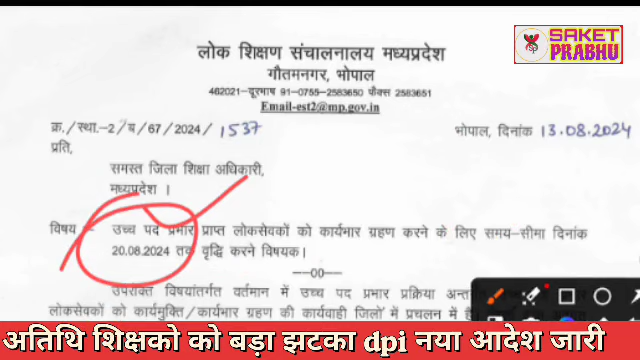 SAKET
PRABHU
लोक शिक्षण संचालनालय मध्यप्रदेश
गौतमनगर, भोपाल
462021-दूरभाष 91-0755-2583650 फौक्स 2583651
Email-est2@mp.gov.in
क्र./स्था.-2/व/67/2024/1537
भोपाल, दिनांक 13.08.2024
प्रति,
समस्त जिला शिक्षा अधिकारी,
मध्यप्रदेश ।
विषय :- उच्च पद प्रभार प्राप्त लोकसेवकों को कार्यभार ग्रहण करने के लिए समय-सीमा दिनांक
20.08.2024 तक वृद्धि करने विषयक।
—00—
उपरोक्त विषयांतर्गत वर्तमान में उच्च पद प्रभार प्रक्रिया
लोकसेवकों को कार्यमुक्ति/कार्यभार ग्रहण की कार्यवाही जिलों में प्रचलन में है।
अतिथि शिक्षको को बड़ा झटका dpi नया आदेश जारी